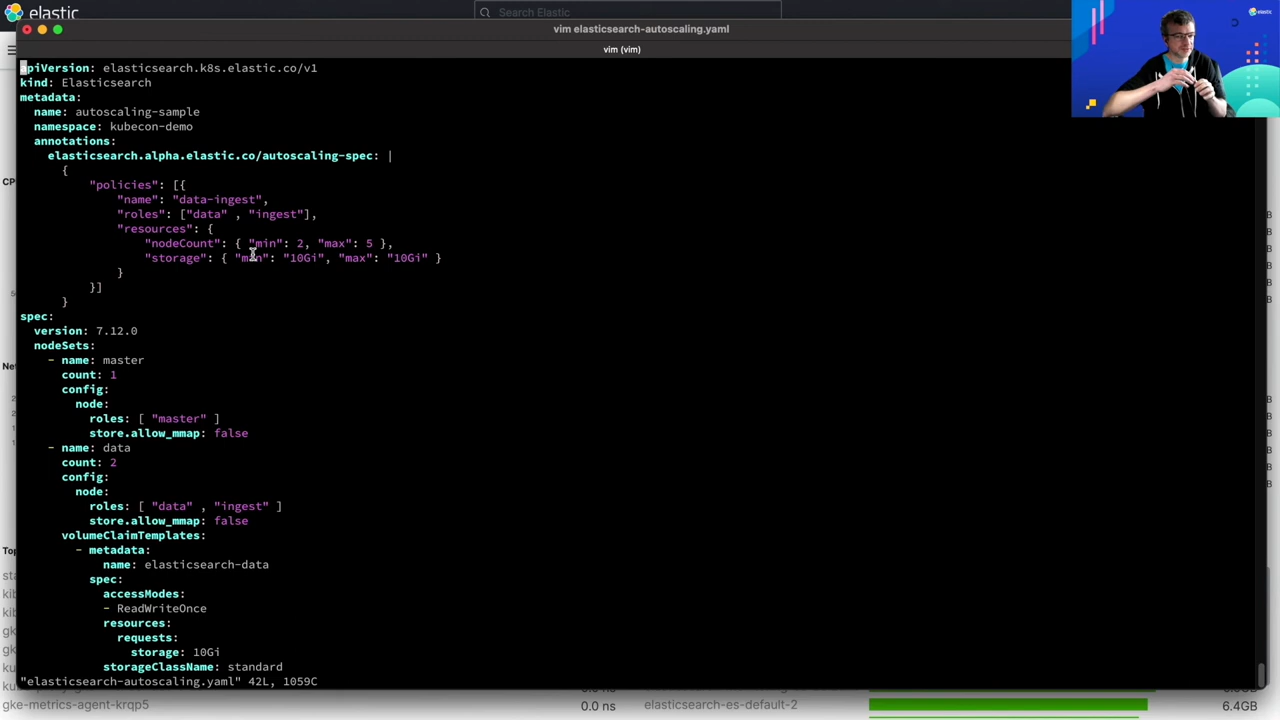 elastic
Search Elastic
elastic
vim elasticsearch-autoscaling.yaml
vim (vim)
apiVersion: elasticsearch.k8s.elastic.co/v1
kind: Elasticsearch
metadata:
  name: autoscaling-sample
  namespace: kubecon-demo
  annotations:
    elasticsearch.alpha.elastic.co/autoscaling-spec: |
      {
          "policies": [{
              "name": "data-ingest",
              "roles": ["data" , "ingest"],
              "resources": {
                  "nodeCount": { "min": 2, "max": 5 },
                  "storage": { "min": "10Gi", "max": "10Gi" }
              }
          }]
      }
spec:
  version: 7.12.0
  nodeSets:
    - name: master
      count: 1
      config:
        node:
          roles: [ "master" ]
          store.allow_mmap: false
    - name: data
      count: 2
      config:
        node:
          roles: [ "data" , "ingest" ]
          store.allow_mmap: false
      volumeClaimTemplates:
        - metadata:
            name: elasticsearch-data
          spec:
            accessModes:
            - ReadWriteOnce
            resources:
              requests:
                storage: 10Gi
            storageClassName: standard
"elasticsearch-autoscaling.yaml" 42L, 1059C
gke-metrics-agent-krqp5
0.0 ns
elasticsearch-es-default-2
6.4GB